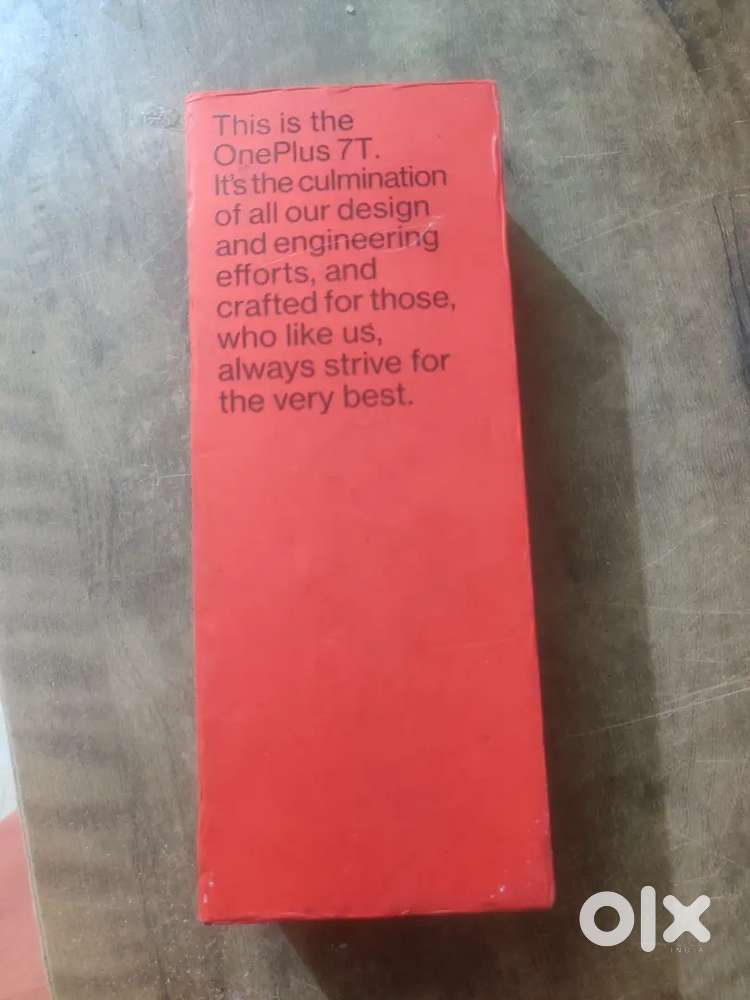 This is the
OnePlus 7T.
It's the culmination
of all our design
and engineering
efforts, and
crafted for those,
who like us,
always strive for
the very best.
olx
INDIA